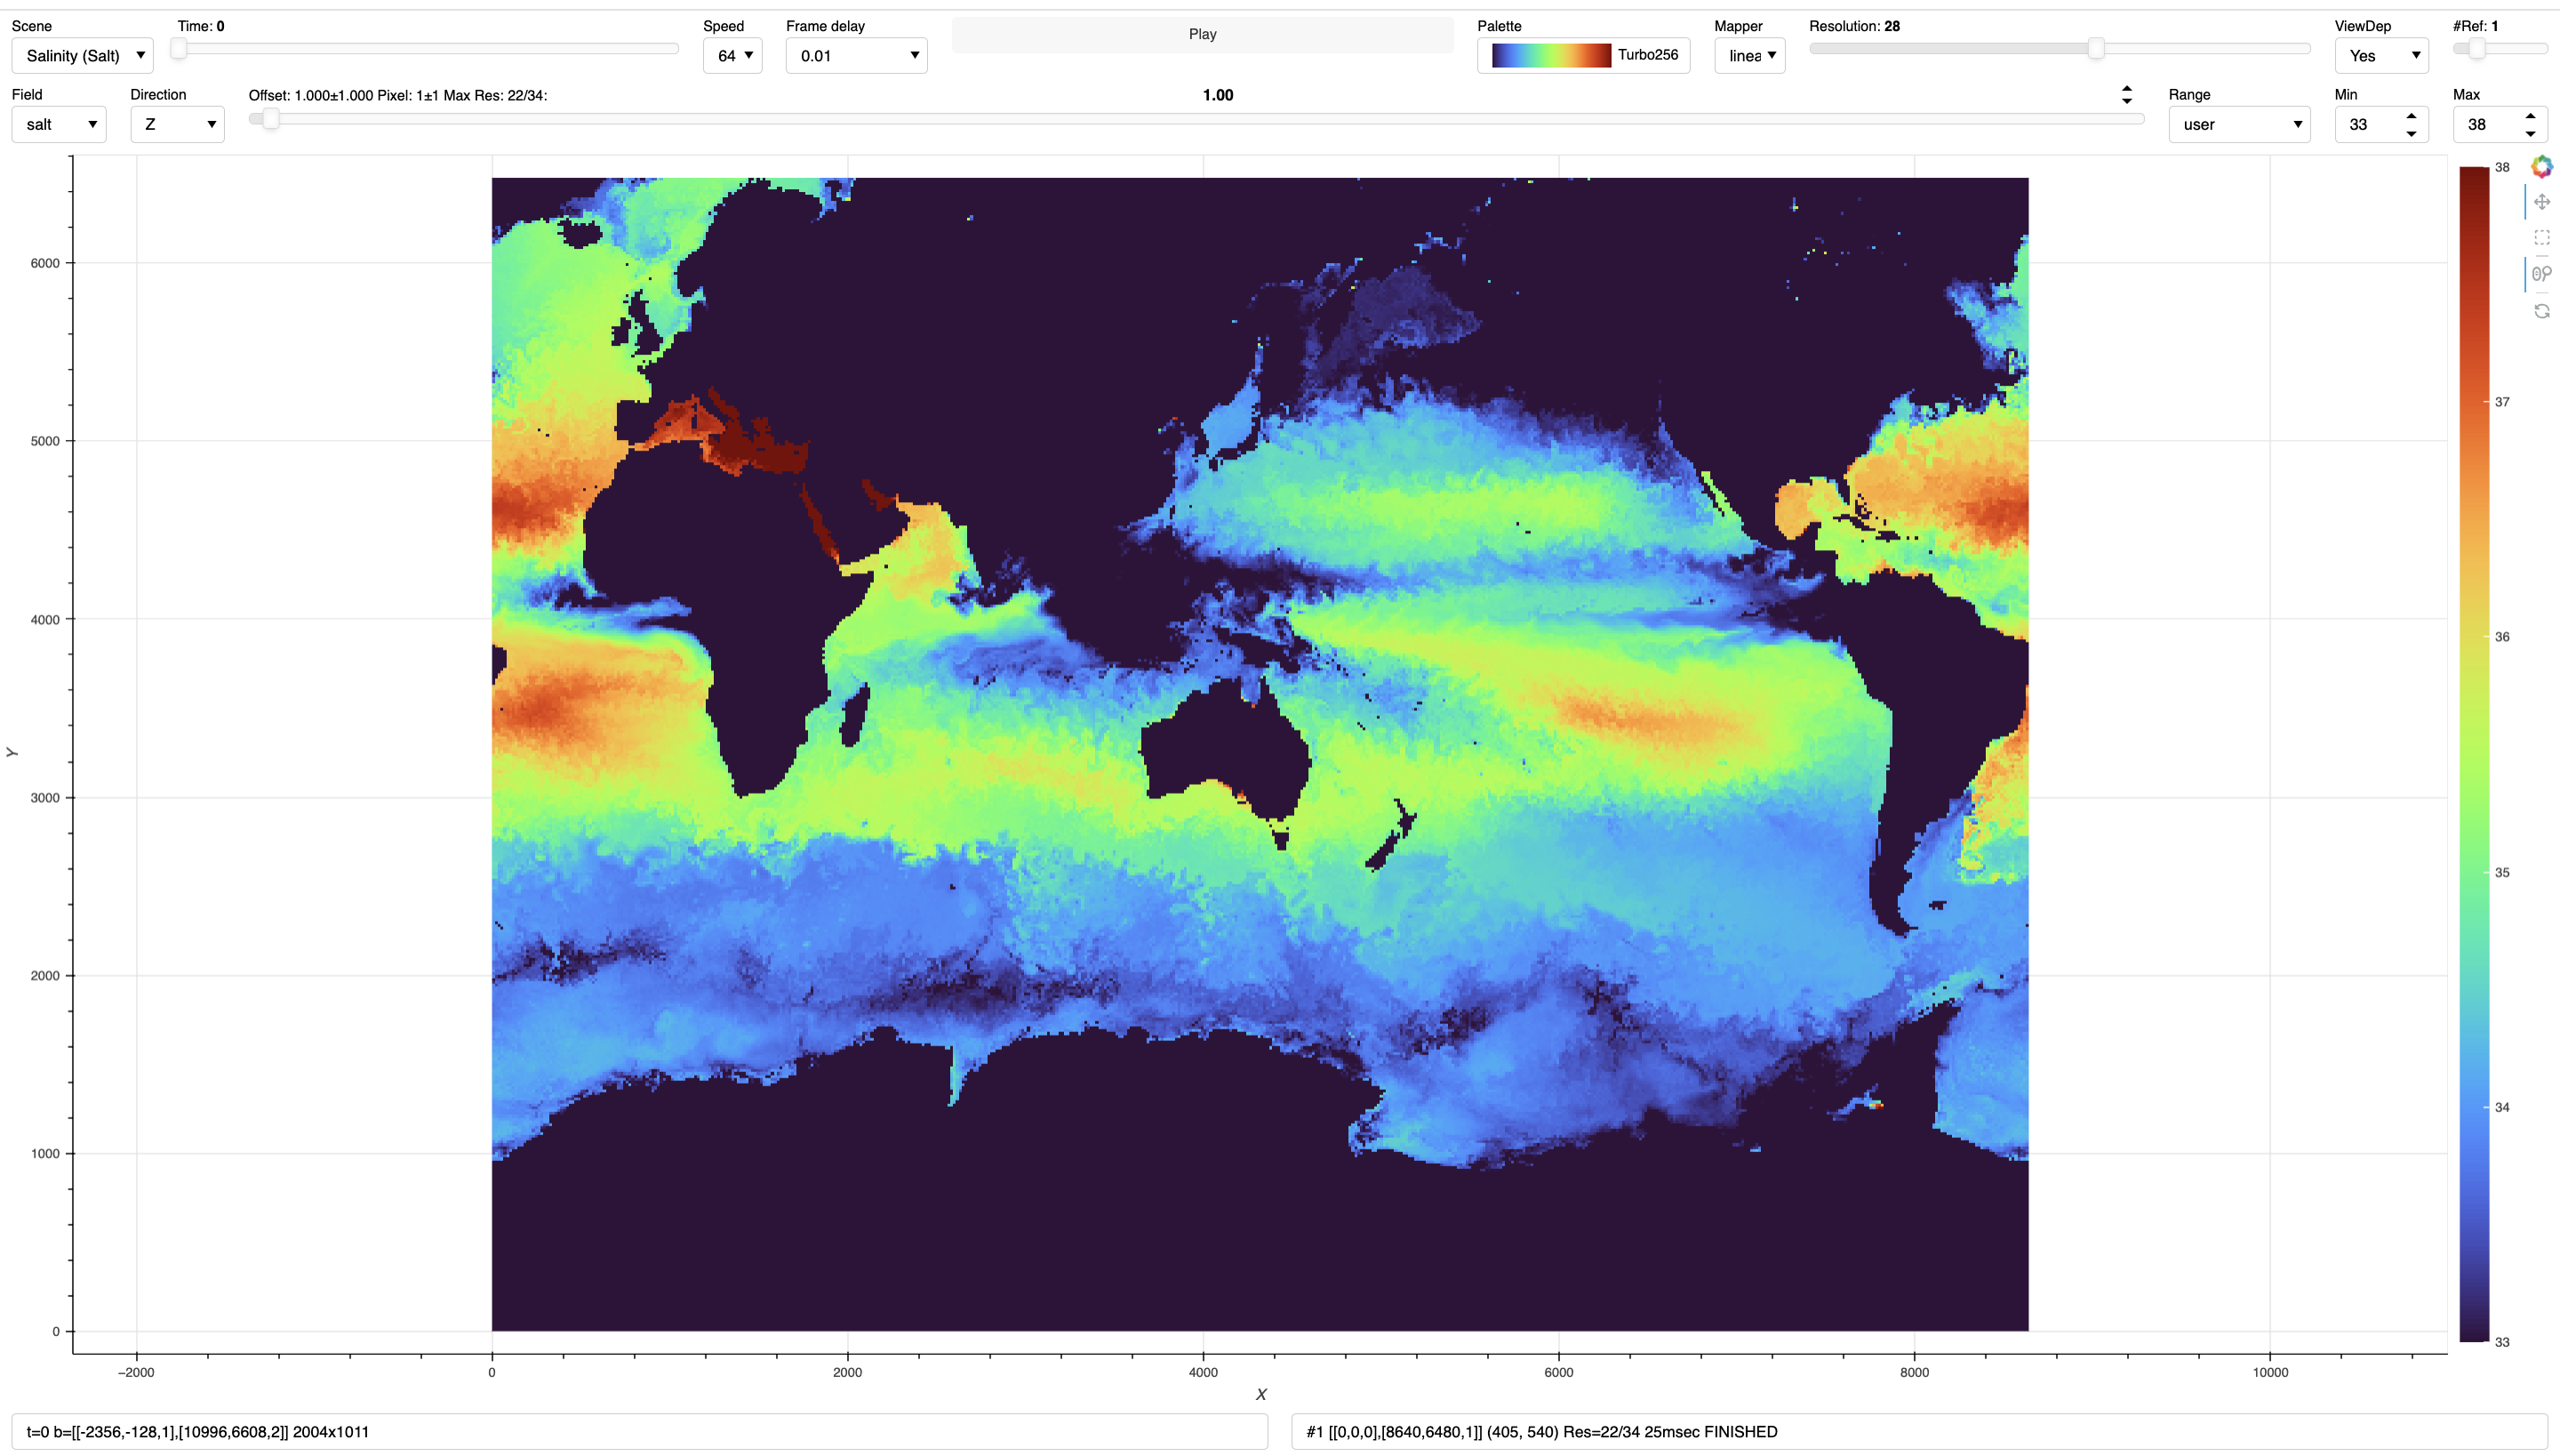 Scene
Time: 0
Speed
Frame delay
Palette
Mapper
Resolution: 28
ViewDep
#Ref: 1
Salinity (Salt)
64
0.01
Play
Turbo256
linea
Yes
Field
Direction
Offset: 1.000±1.000 Pixel: 1±1 Max Res: 22/34:
1.00
Range
Min
Max
salt
Z
user
33
38
38
37
36
35
34
33
6000
5000
4000
3000
2000
1000
0
Y
−2000
0
2000
4000
6000
8000
10000
X
t=0 b=[[-2356,-128,1],[10996,6608,2]] 2004x1011
#1 [[0,0,0],[8640,6480,1]] (405, 540) Res=22/34 25msec FINISHED